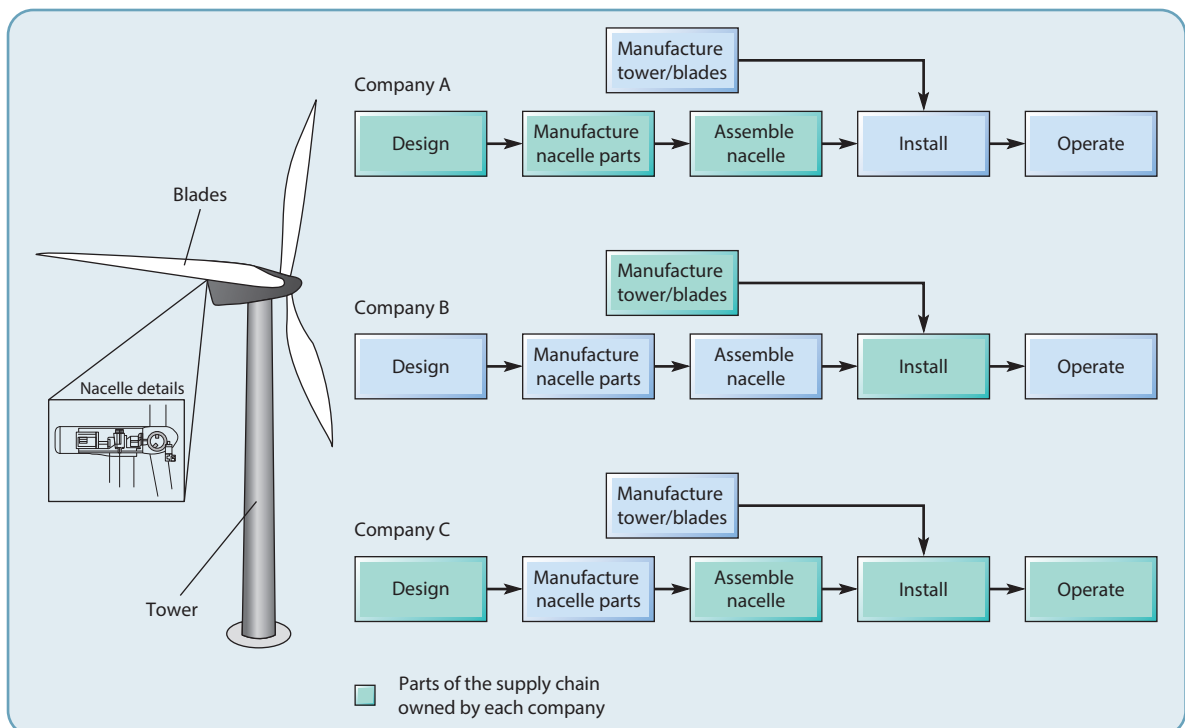 Blades
Nacelle details
Tower
Company A
Manufacture
tower/blades
Design
Manufacture
nacelle parts
Assemble
nacelle
Install
Operate
Company B
Manufacture
tower/blades
Design
Manufacture
nacelle parts
Assemble
nacelle
Install
Operate
Company C
Manufacture
tower/blades
Design
Manufacture
nacelle parts
Assemble
nacelle
Install
Operate
Parts of the supply chain
owned by each company